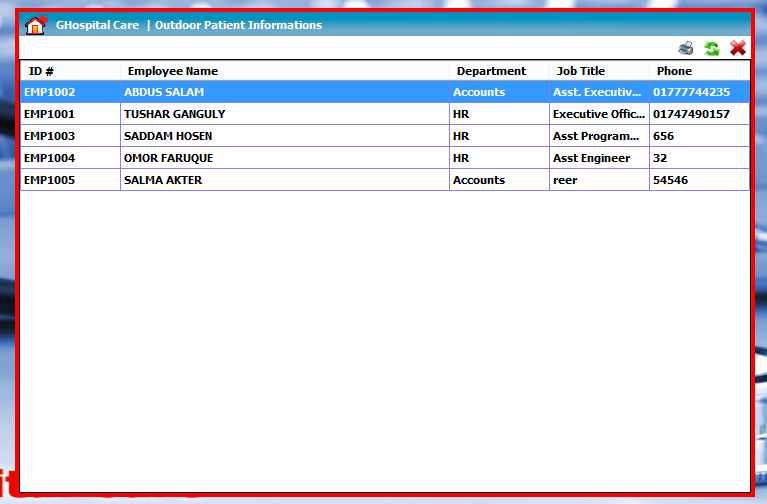 GHospital Care | Outdoor Patient Informations
ID # Employee Name Department Job Title Phone
EMP1002 ABDUS SALAM Accounts Asst. Executiv... 01777744235
EMP1001 TUSHAR GANGULY HR Executive Offic... 01747490157
EMP1003 SADDAM HOSEN HR Asst Program... 656
EMP1004 OMOR FARUQUE HR Asst Engineer 32
EMP1005 SALMA AKTER Accounts reer 54546